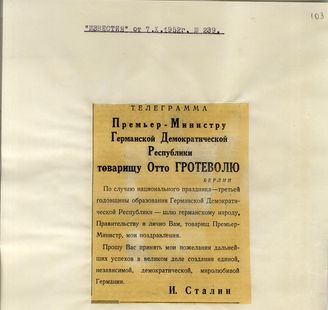 103
"ИЗВЕСТИЯ" от 7.X.1952г. № 239.
ТЕЛЕГРАММА
Премьер-Министру
Германской Демократической
Республики
товарищу Отто ГРОТЕВОЛЮ
БЕРЛИН
По случаю национального праздника—третьей
годовщины образования Германской Демократи-
ческой Республики — шлю германскому народу,
Правительству и лично Вам, товарищ Премьер-
Министр, мои поздравления.
Прошу Вас принять мои пожелания дальней-
ших успехов в великом деле создания единой,
независимой, демократической, миролюбивой
Германии.
И. Сталин